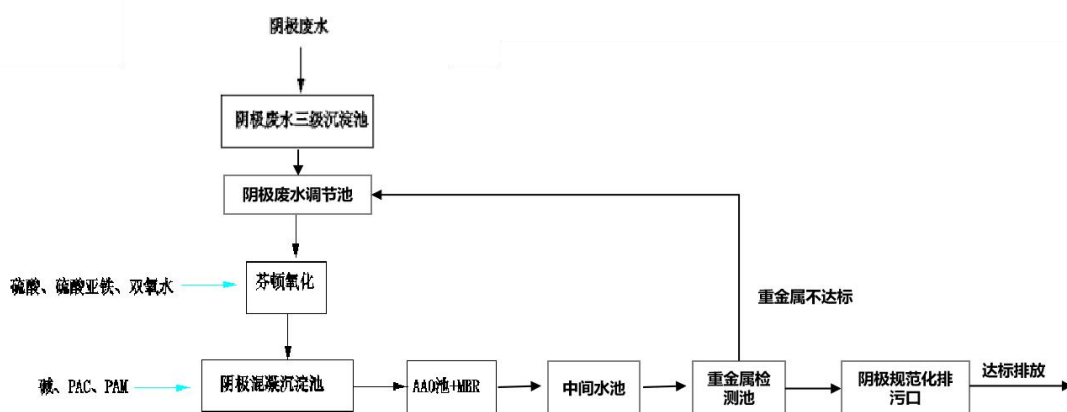 阴极废水
阴极废水三级沉淀池
阴极废水调节池
硫酸、硫酸亚铁、双氧水
芬顿氧化
重金属不达标
碱、PAC、PAM
阴极混凝沉淀池
AAO池+MBR
中间水池
重金属检
测池
阴极规范化排
污口
达标排放